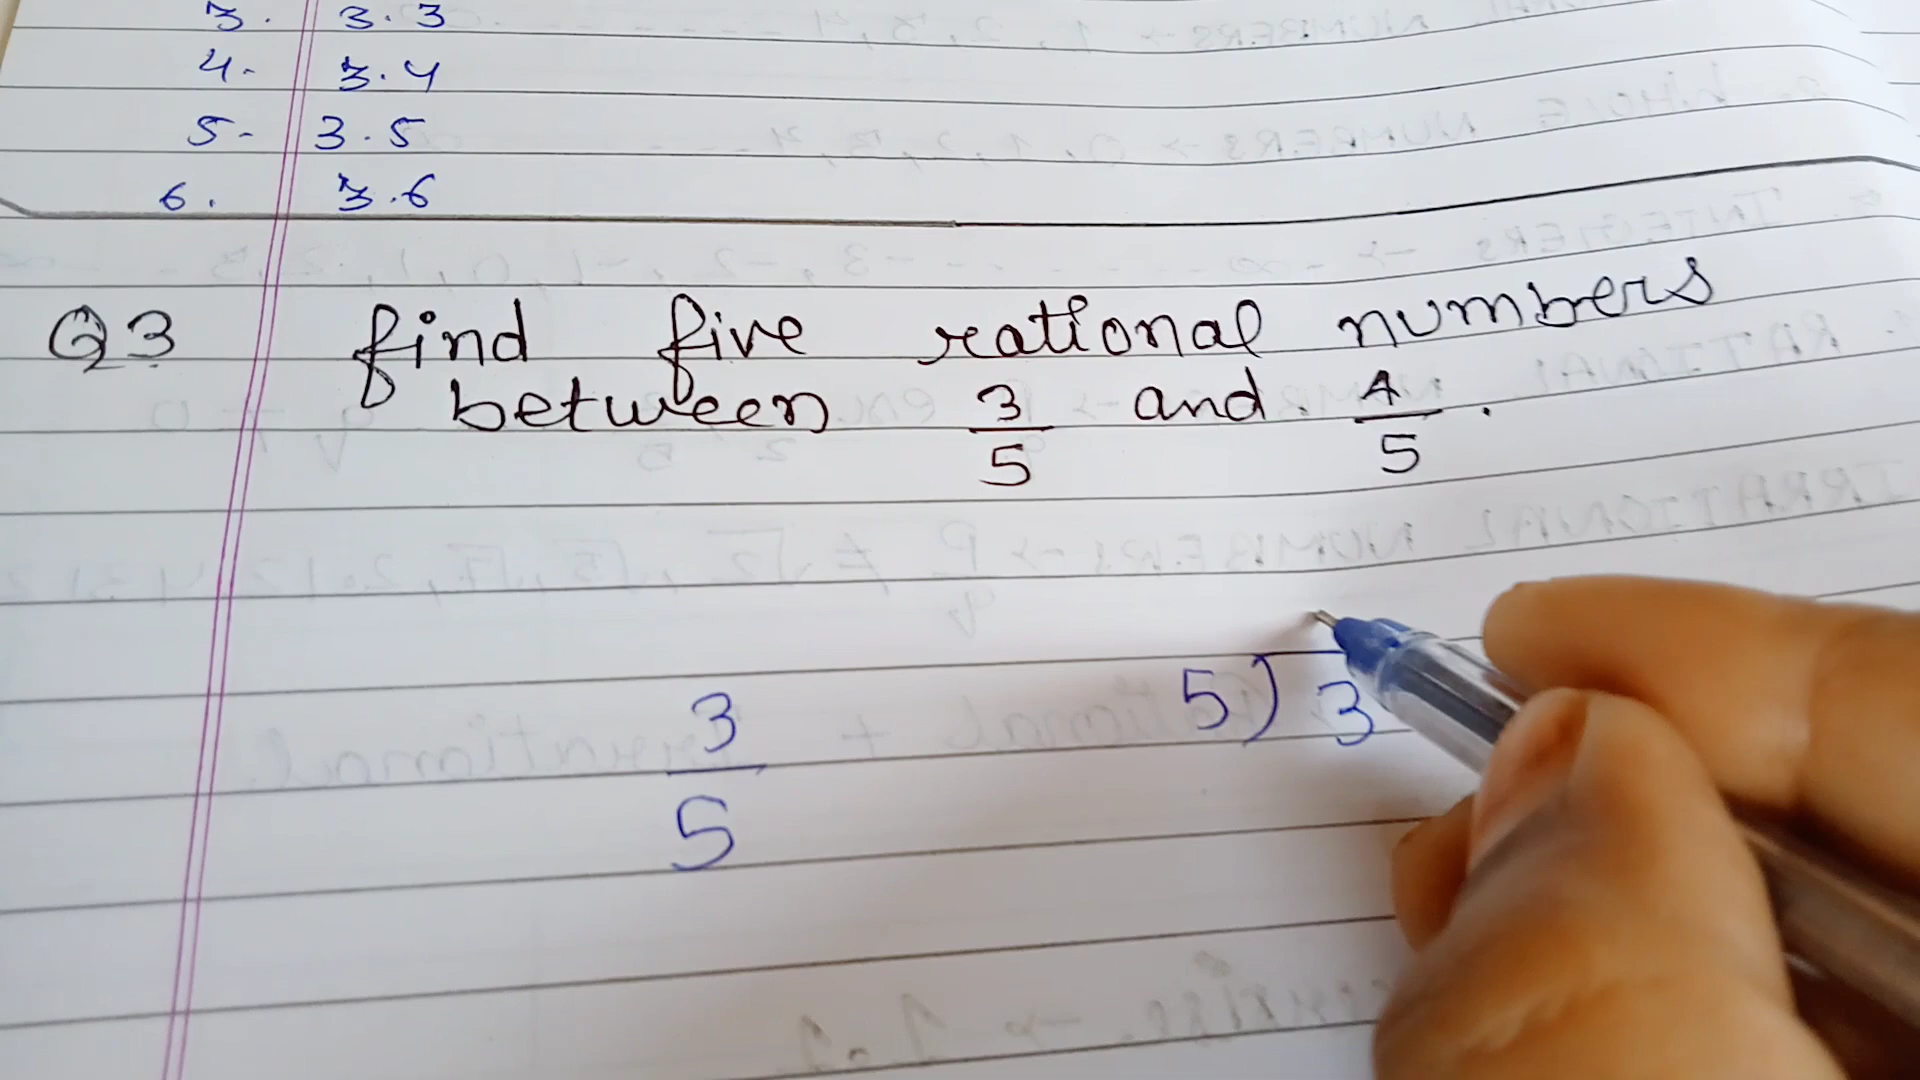 3. 3.3
4. 3.4
5. 3.5
6. 3.6
Q3 find five rational numbers
between 3/5 and 4/5.
3/5 5)3